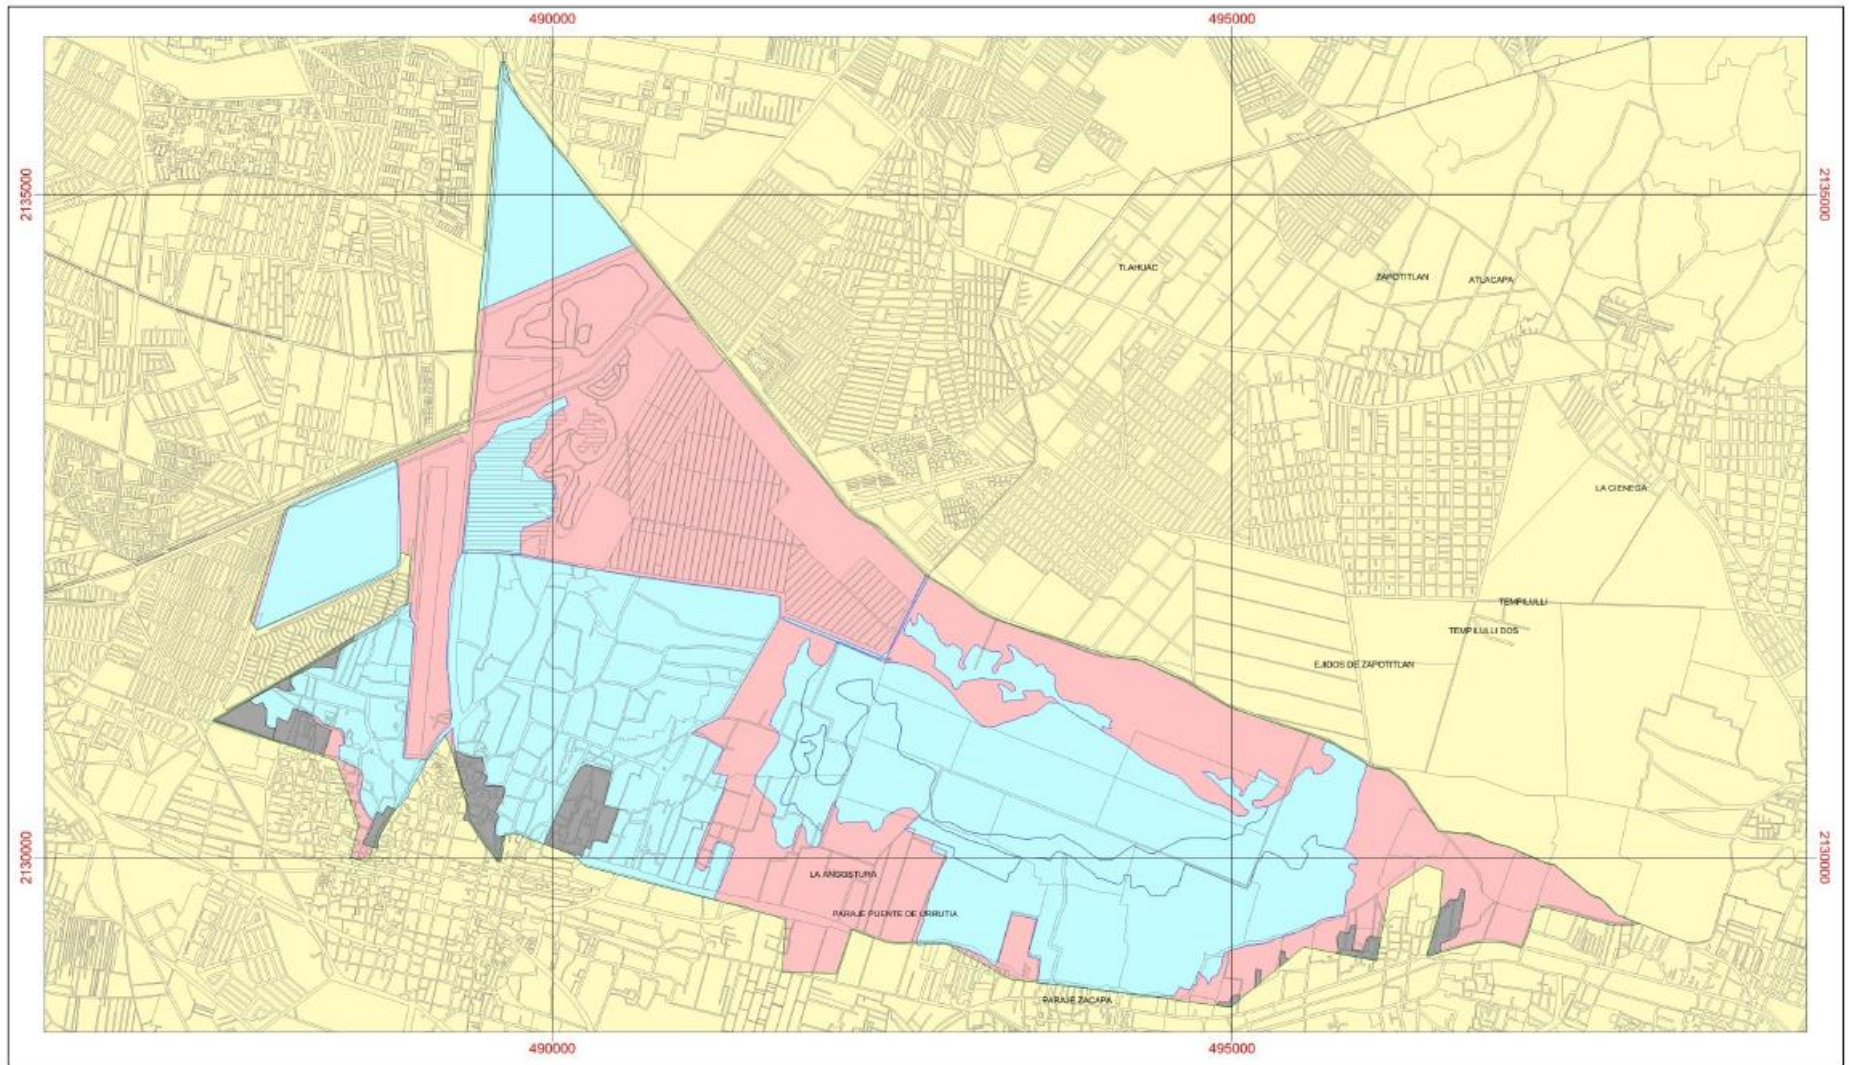 490000
495000
2135000
2135000
TLAHUAC
ZAPOTITLAN
ATLACAPA
LA CIENEGA
TEMPILULLI
TEMPILULLI DOS
EJIDOS DE ZAPOTITLAN
2130000
2130000
LA ANGOSTURA
PARAJE PUENTE DE URRUTIA
PARAJE ZACAPA
490000
495000